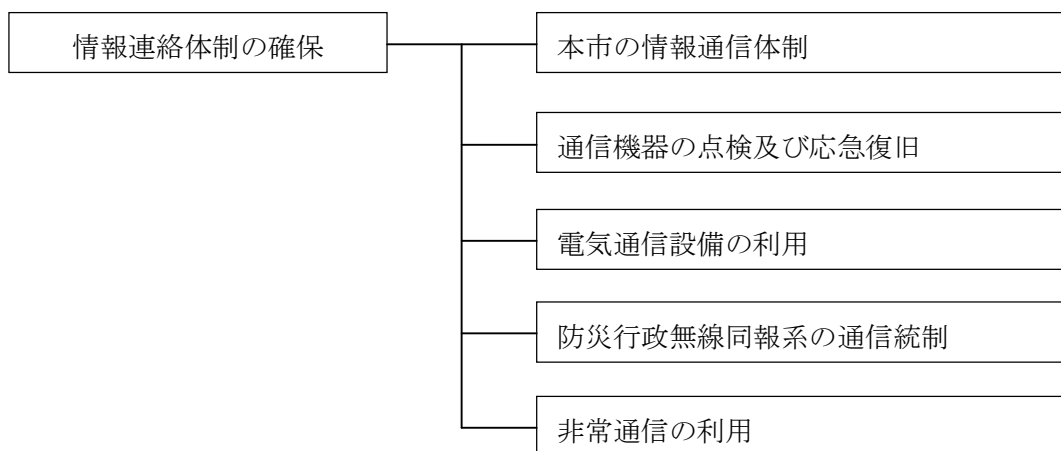 情報連絡体制の確保
本市の情報通信体制
通信機器の点検及び応急復旧
電気通信設備の利用
防災行政無線同報系の通信統制
非常通信の利用